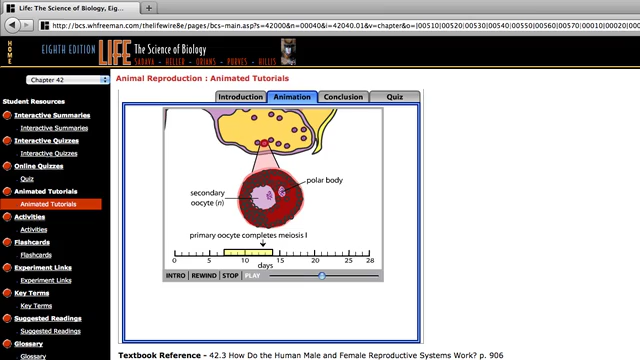 Life: The Science of Biology, Eig...
http://bcs.whfreeman.com/thelifewire8e/pages/bcs-main.asp?s=42000&n=00040&i=42040.01&v=chapter&o=|00510|00520|00530|00540|00550|00560|00570|00010|00020|00
HOME
EIGHTH EDITION LIFE The Science of Biology
SADAVA • HELLER • ORIANS • PURVES • HILLIS
Chapter 42
Animal Reproduction : Animated Tutorials
Student Resources
Interactive Summaries
Interactive Summaries
Interactive Quizzes
Interactive Quizzes
Online Quizzes
Quiz
Animated Tutorials
Animated Tutorials
Activities
Activities
Flashcards
Flashcards
Experiment Links
Experiment Links
Key Terms
Key Terms
Suggested Readings
Suggested Readings
Glossary
Glossary
Introduction Animation Conclusion Quiz
polar body
secondary
oocyte (n)
primary oocyte completes meiosis I
0 5 10 15 20 25 28
days
INTRO REWIND STOP PLAY
Textbook Reference - 42.3 How Do the Human Male and Female Reproductive Systems Work? p. 906